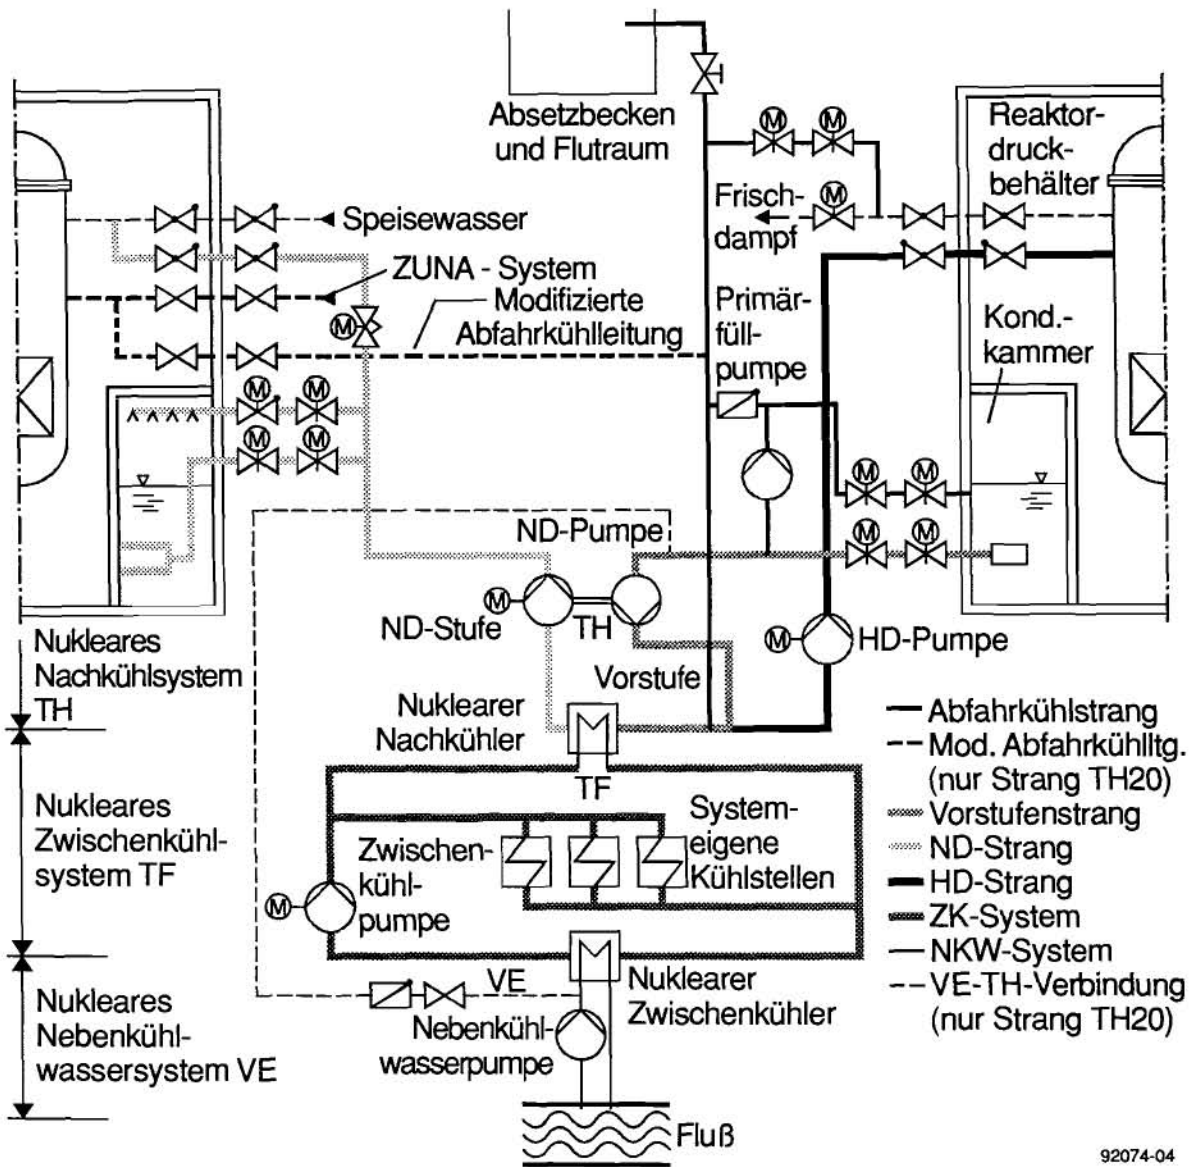 Absetzbecken
und Flutraum
M
M
Reaktor-
druck-
behälter
M
Frisch-
dampf
Speisewasser
ZUNA - System
Modifizierte
Abfahrkühlleitung
M
Primär-
füll-
pumpe
Kond.-
kammer
M
M
M
M
M
M
M
M
ND-Pumpe
M
ND-Stufe
TH
M
HD-Pumpe
Vorstufe
Nukleares
Nachkühlsystem
TH
Nuklearer
Nachkühler
TF
Nukleares
Zwischenkühl-
system TF
Zwischen-
kühl-
pumpe
M
System-
eigene
Kühlstellen
Abfahrkühlstrang
Mod. Abfahrkühlltg.
(nur Strang TH20)
Vorstufenstrang
ND-Strang
HD-Strang
ZK-System
NKW-System
VE-TH-Verbindung
(nur Strang TH20)
VE
Nuklearer
Zwischenkühler
Nebenkühl-
wasserpumpe
Nukleares
Nebenkühl-
wassersystem VE
Fluß
92074-04